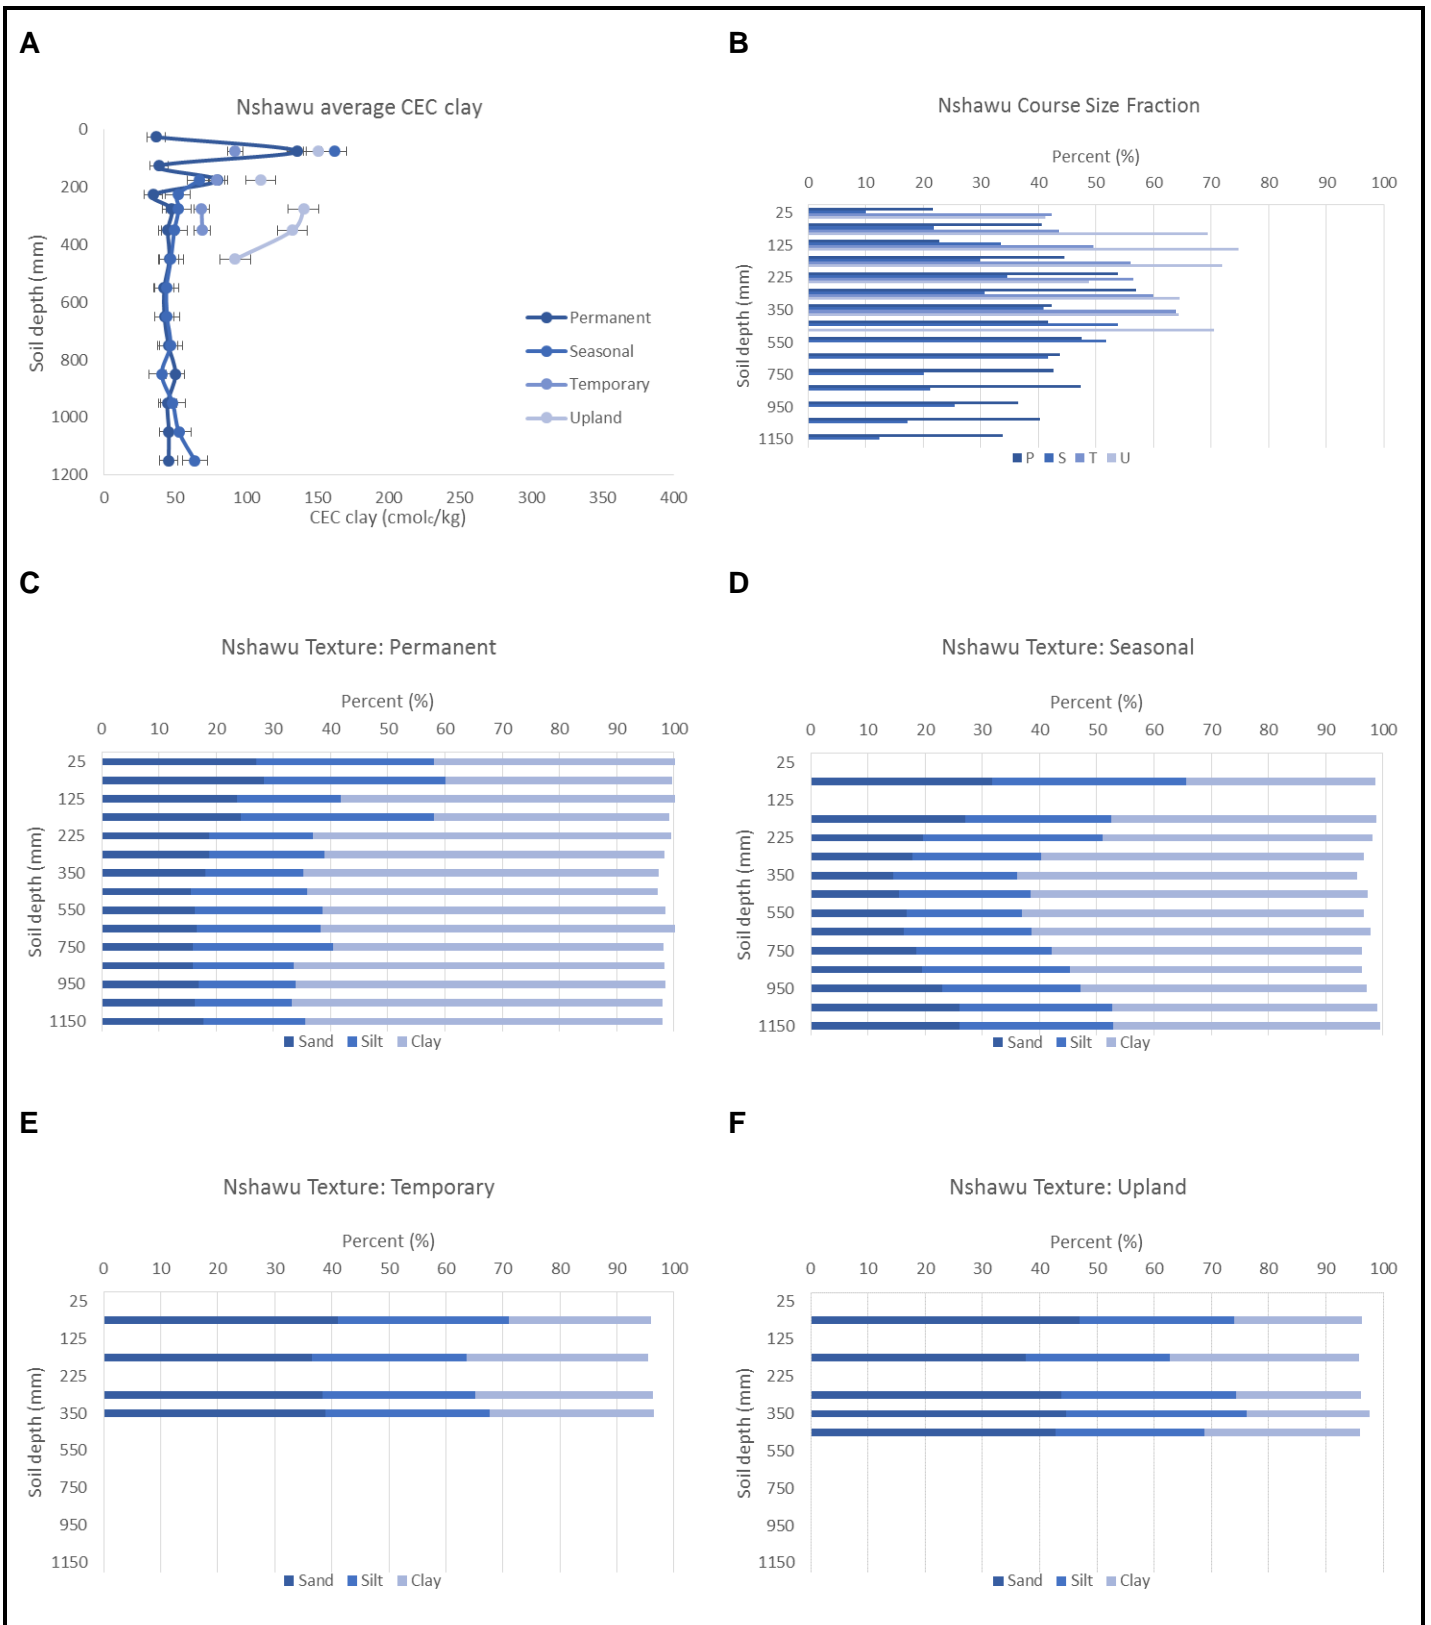 A
Nshawu average CEC clay
0
200
400
600
800
1000
1200
Soil depth (mm)
0 50 100 150 200 250 300 350 400
CEC clay (cmolc/kg)
Permanent
Seasonal
Temporary
Upland
B
Nshawu Course Size Fraction
Percent (%)
0 10 20 30 40 50 60 70 80 90 100
25
125
225
350
550
750
950
1150
Soil depth (mm)
P S T U
C
Nshawu Texture: Permanent
Percent (%)
0 10 20 30 40 50 60 70 80 90 100
25
125
225
350
550
750
950
1150
Soil depth (mm)
Sand Silt Clay
D
Nshawu Texture: Seasonal
Percent (%)
0 10 20 30 40 50 60 70 80 90 100
25
125
225
350
550
750
950
1150
Soil depth (mm)
Sand Silt Clay
E
Nshawu Texture: Temporary
Percent (%)
0 10 20 30 40 50 60 70 80 90 100
25
125
225
350
550
750
950
1150
Soil depth (mm)
Sand Silt Clay
F
Nshawu Texture: Upland
Percent (%)
0 10 20 30 40 50 60 70 80 90 100
25
125
225
350
550
750
950
1150
Soil depth (mm)
Sand Silt Clay